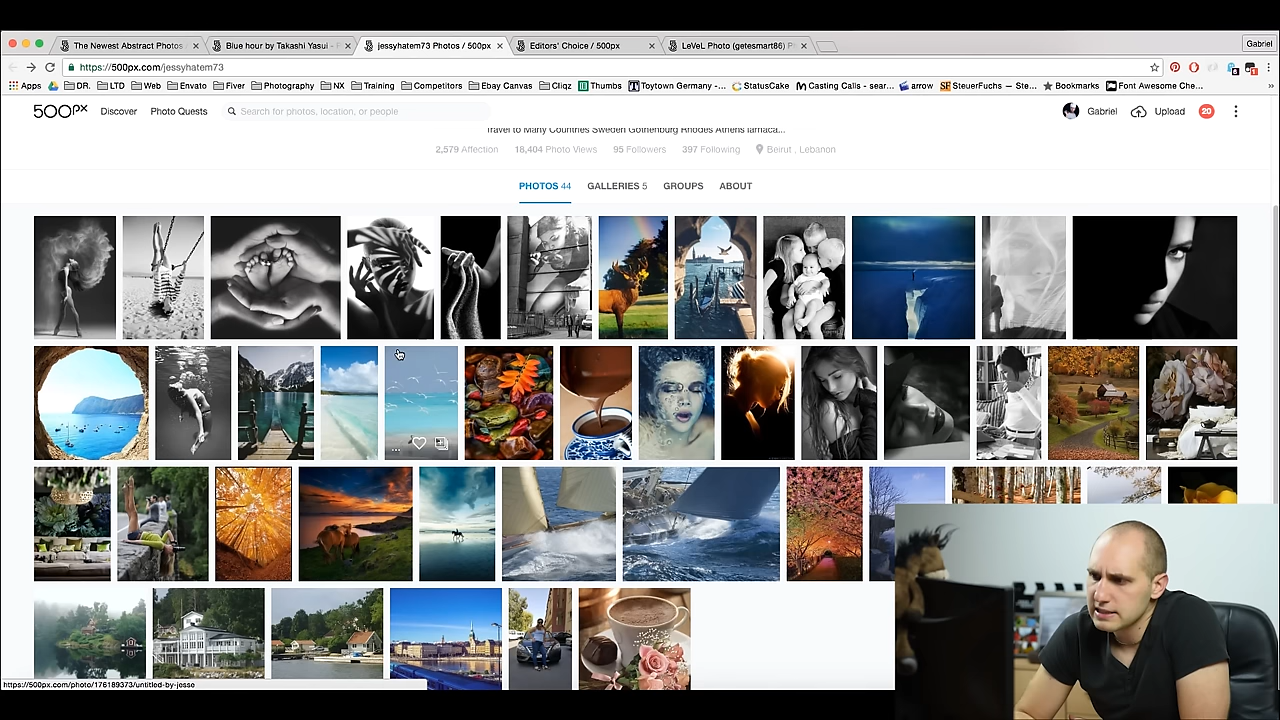 The Newest Abstract Photos
Blue hour by Takashi Yasui -
jessyhatem73 Photos / 500px
Editors' Choice / 500px
LeVeL Photo (getesmart86) P
Gabriel
https://500px.com/jessyhatem73
Apps
DR.
LTD
Web
Envato
Fiver
Photography
NX
Training
Competitors
Ebay Canvas
Cliqz
Thumbs
Toytown Germany -...
StatusCake
Casting Calls - sear...
arrow
SteuerFuchs — Ste...
Bookmarks
Font Awesome Che...
»
500px
Discover
Photo Quests
Search for photos, location, or people
Gabriel
Upload
20
Travel to Many Countries Sweden Gothenburg Rhodes Athens larnaca...
2,579 Affection
18,404 Photo Views
95 Followers
397 Following
Beirut , Lebanon
PHOTOS 44
GALLERIES 5
GROUPS
ABOUT
https://500px.com/photo/176189373/untitled-by-jesse